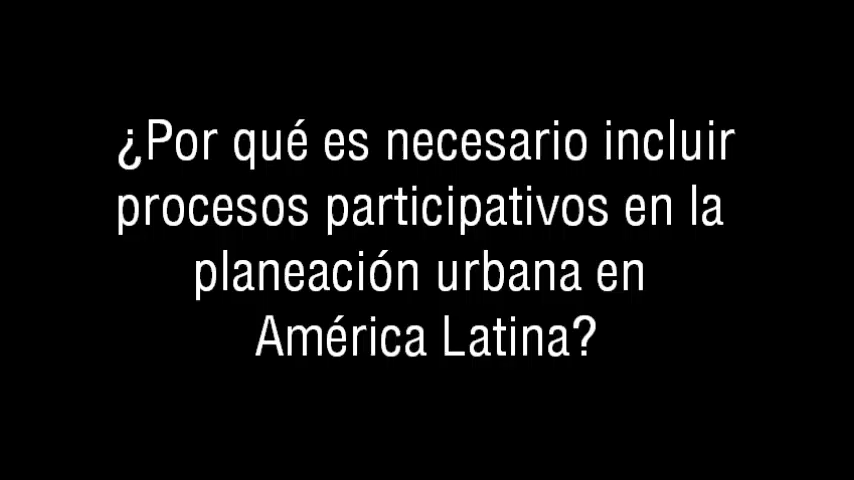 ¿Por qué es necesario incluir
procesos participativos en la
planeación urbana en
América Latina?